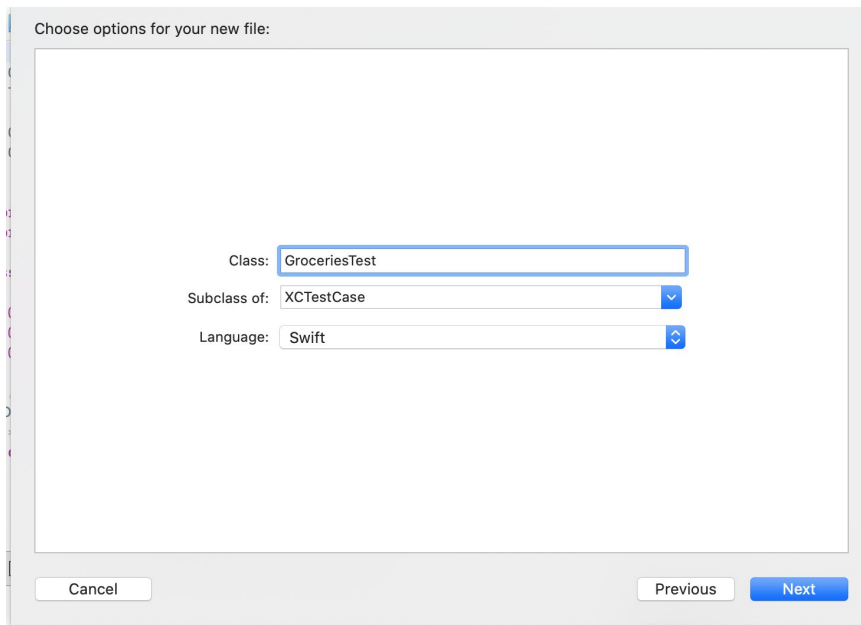 Choose options for your new file:
Class: GroceriesTest
Subclass of: XCTestCase
Language: Swift
Cancel Previous Next